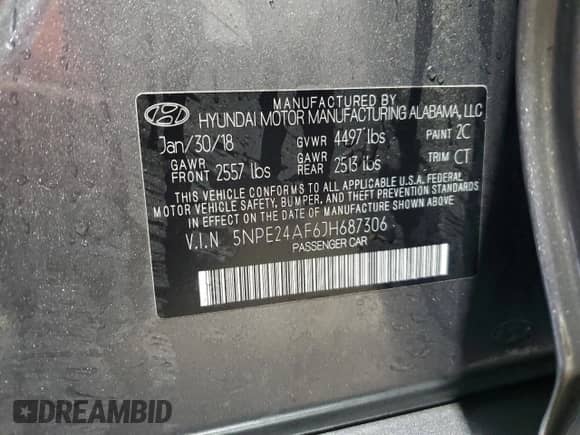 MANUFACTURED BY
HYUNDAI MOTOR MANUFACTURING ALABAMA, LLC
Jan/30/18 GVWR 4497 lbs PAINT 2C
GAWR FRONT 2557 lbs GAWR REAR 2513 lbs TRIM CT
THIS VEHICLE CONFORMS TO ALL APPLICABLE U.S.A. FEDERAL
MOTOR VEHICLE SAFETY, BUMPER, AND THEFT PREVENTION STANDARDS
IN EFFECT ON THE DATE OF MANUFACTURE SHOWN ABOVE.
V.I.N 5NPE24AF6JH687306
PASSENGER CAR
DREAMBID